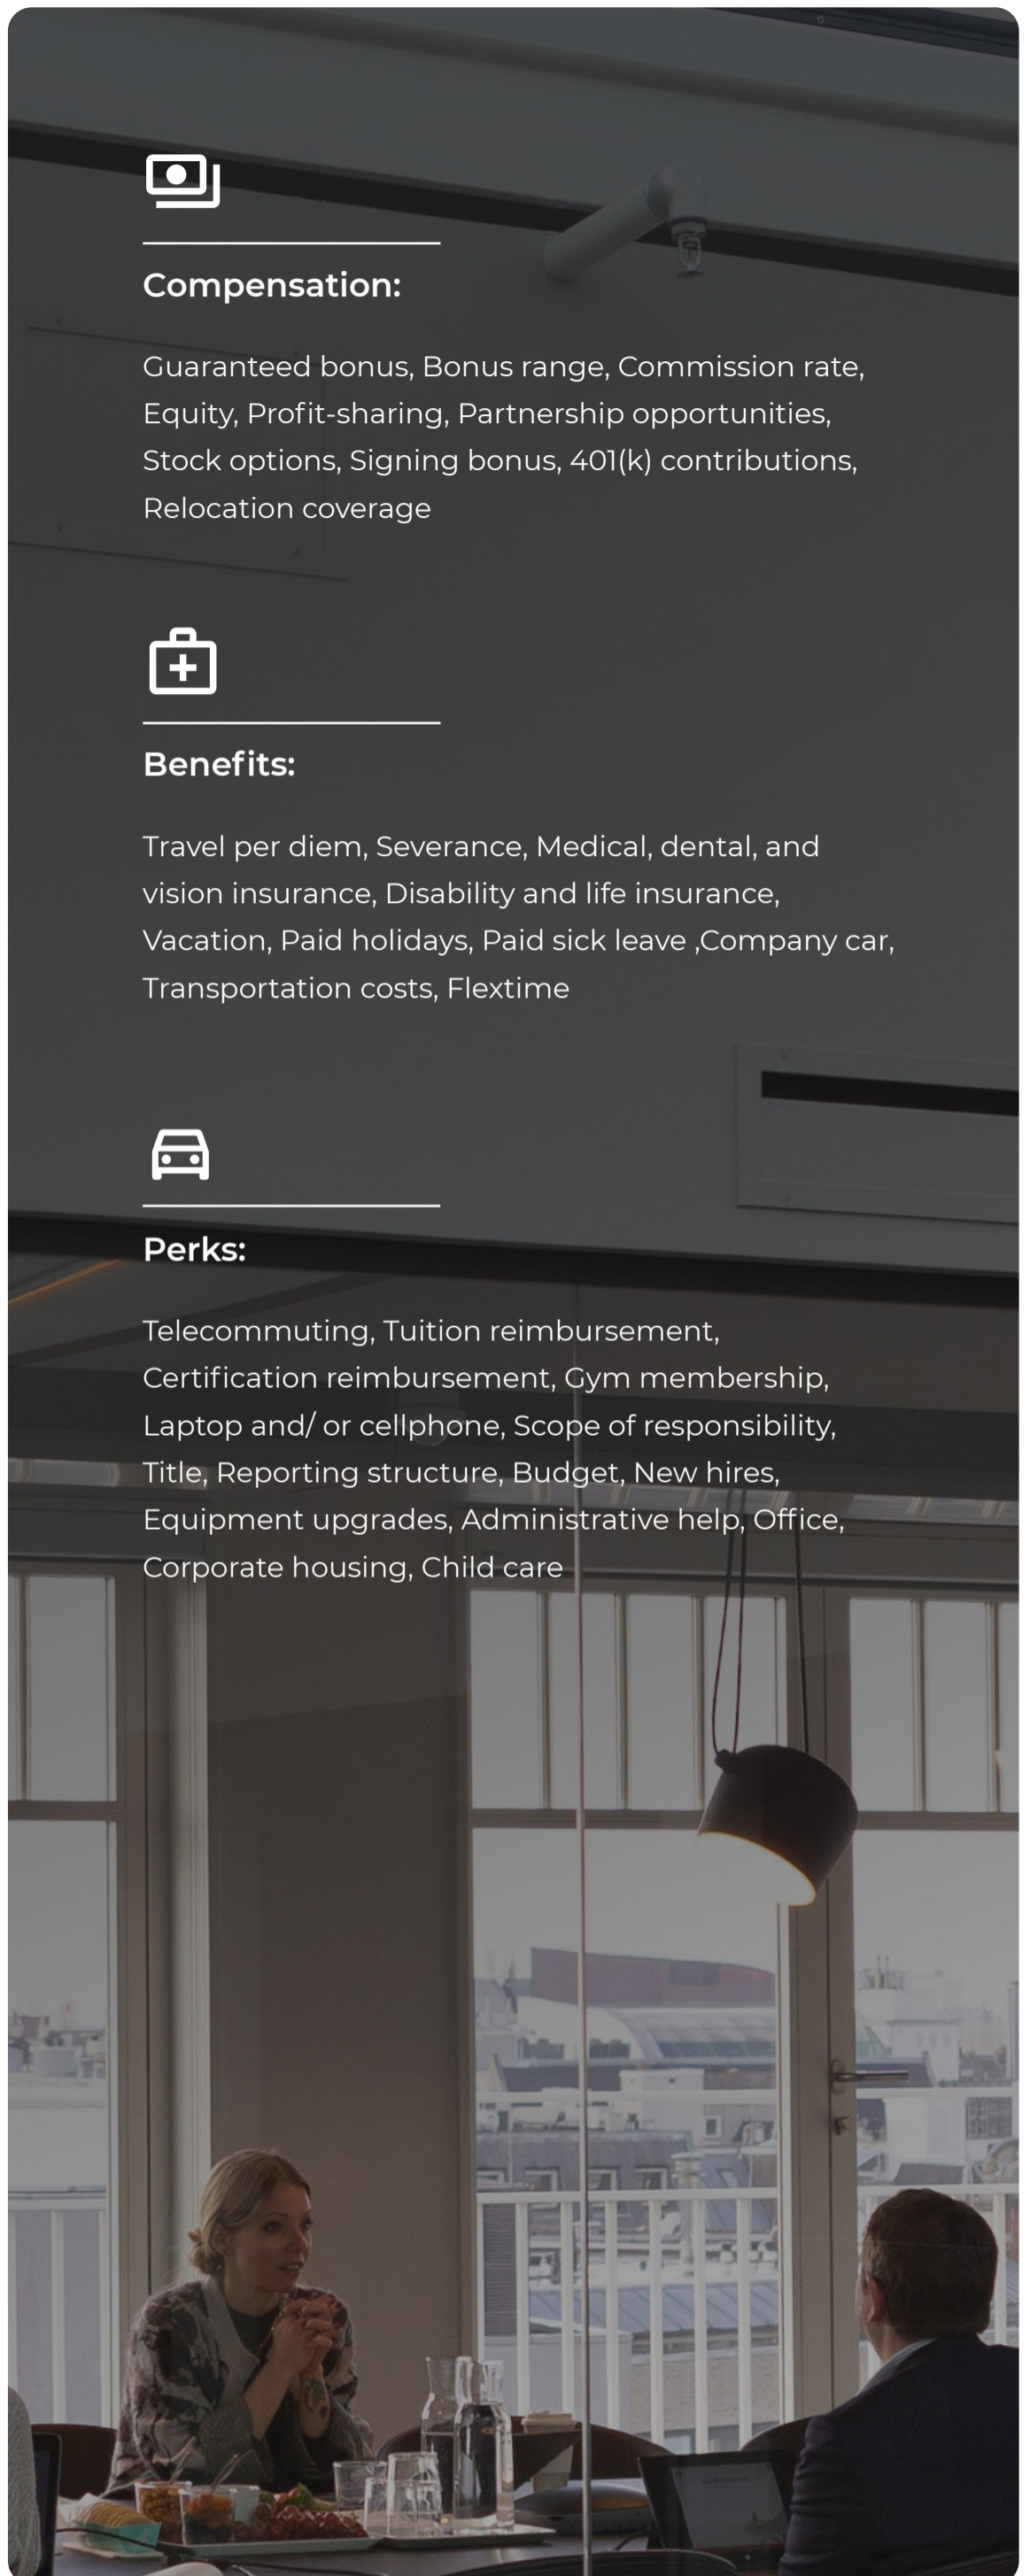 Compensation:
Guaranteed bonus, Bonus range, Commission rate,
Equity, Profit-sharing, Partnership opportunities,
Stock options, Signing bonus, 401(k) contributions,
Relocation coverage
Benefits:
Travel per diem, Severance, Medical, dental, and
vision insurance, Disability and life insurance,
Vacation, Paid holidays, Paid sick leave ,Company car,
Transportation costs, Flextime
Perks:
Telecommuting, Tuition reimbursement,
Certification reimbursement, Gym membership,
Laptop and/ or cellphone, Scope of responsibility,
Title, Reporting structure, Budget, New hires,
Equipment upgrades, Administrative help, Office,
Corporate housing, Child care